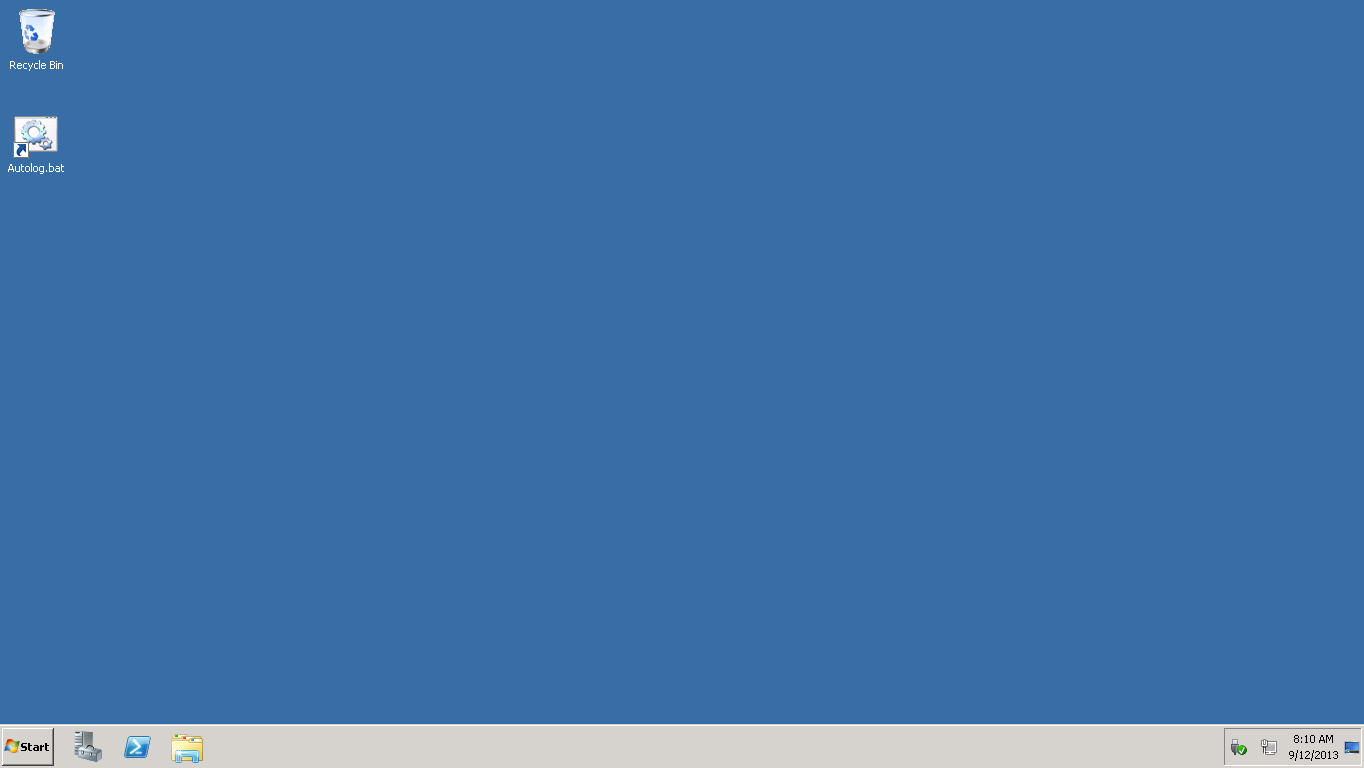 Recycle Bin
Autolog.bat
Start
8:10 AM
9/12/2013